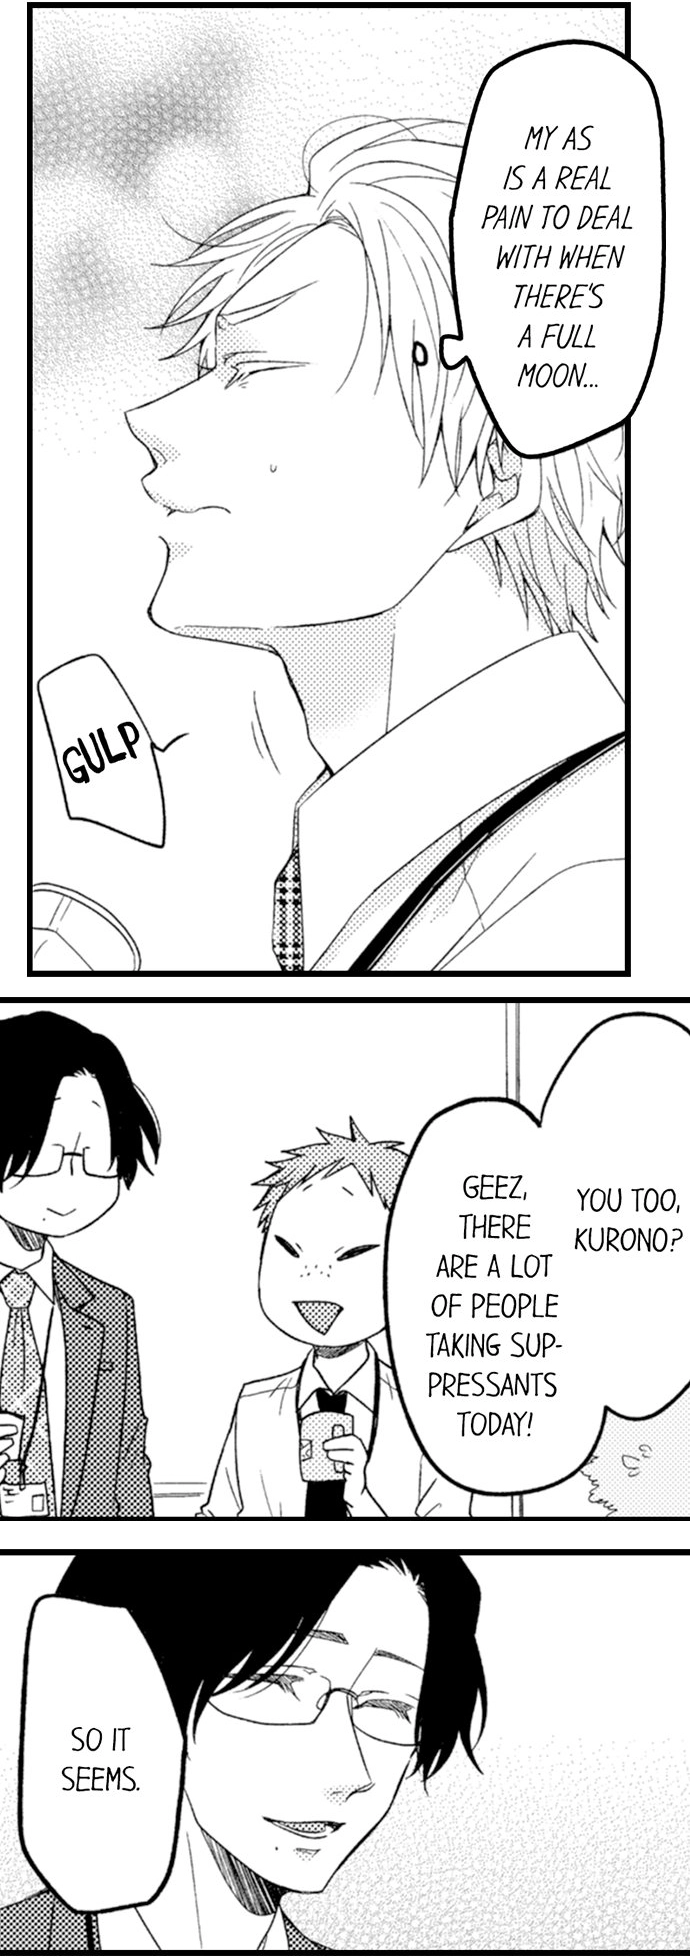 MY AS
IS A REAL
PAIN TO DEAL
WITH WHEN
THERE'S
A FULL
MOON...
GULP
YOU TOO,
KURONO?
GEEZ,
THERE
ARE A LOT
OF PEOPLE
TAKING SUP-
PRESSANTS
TODAY!
SO IT
SEEMS.